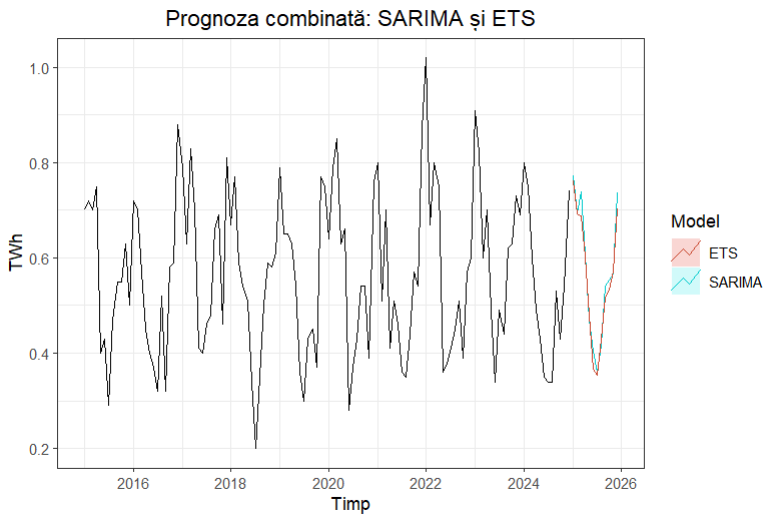 Prognoza combinată: SARIMA și ETS
TWh
1.0
0.8
0.6
0.4
0.2
2016
2018
2020
2022
2024
2026
Timp
Model
ETS
SARIMA